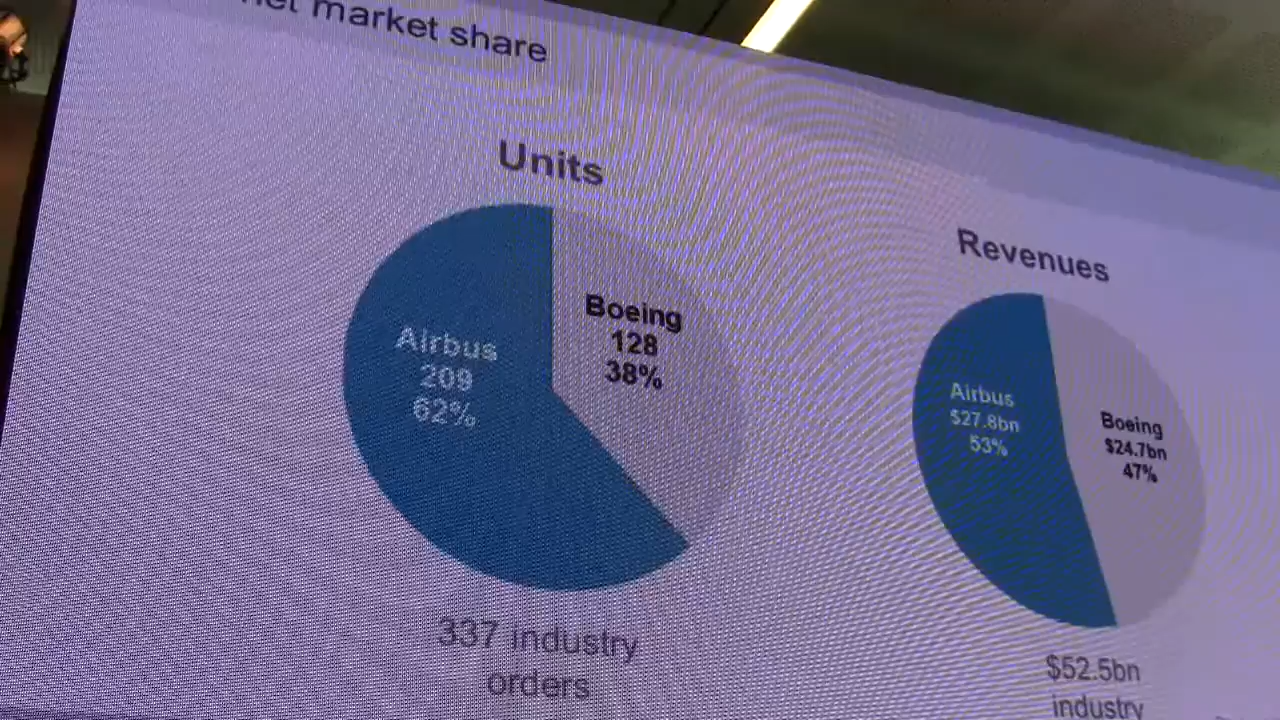 market share
Units
Airbus
209
62%
Boeing
128
38%
337 industry
orders
Revenues
Airbus
$27.8bn
53%
Boeing
$24.7bn
47%
$52.5bn
industry